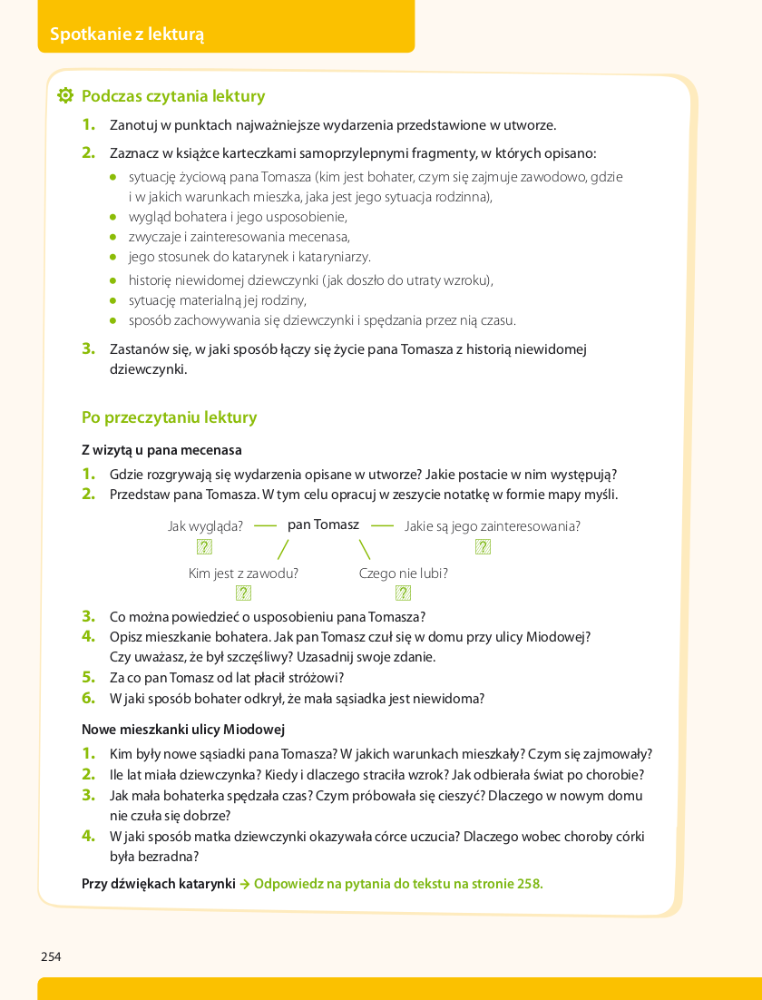 Spotkanie z lekturą
Podczas czytania lektury
1. Zanotuj w punktach najważniejsze wydarzenia przedstawione w utworze.
2. Zaznacz w książce karteczkami samoprzylepnymi fragmenty, w których opisano:
• sytuację życiową pana Tomasza (kim jest bohater, czym się zajmuje zawodowo, gdzie
i w jakich warunkach mieszka, jaka jest jego sytuacja rodzinna),
• wygląd bohatera i jego usposobienie,
• zwyczaje i zainteresowania mecenasa,
• jego stosunek do katarynek i kataryniarzy.
• historię niewidomej dziewczynki (jak doszło do utraty wzroku),
• sytuację materialną jej rodziny,
• sposób zachowywania się dziewczynki i spędzania przez nią czasu.
3. Zastanów się, w jaki sposób łączy się życie pana Tomasza z historią niewidomej
dziewczynki.
Po przeczytaniu lektury
Z wizytą u pana mecenasa
1. Gdzie rozgrywają się wydarzenia opisane w utworze? Jakie postacie w nim występują?
2. Przedstaw pana Tomasza. W tym celu opracuj w zeszycie notatkę w formie mapy myśli.
Jak wygląda? — pan Tomasz — Jakie są jego zainteresowania?
? ?
Kim jest z zawodu? Czego nie lubi?
? ?
3. Co można powiedzieć o usposobieniu pana Tomasza?
4. Opisz mieszkanie bohatera. Jak pan Tomasz czuł się w domu przy ulicy Miodowej?
Czy uważasz, że był szczęśliwy? Uzasadnij swoje zdanie.
5. Za co pan Tomasz od lat płacił stróżowi?
6. W jaki sposób bohater odkrył, że mała sąsiadka jest niewidoma?
Nowe mieszkanki ulicy Miodowej
1. Kim były nowe sąsiadki pana Tomasza? W jakich warunkach mieszkały? Czym się zajmowały?
2. Ile lat miała dziewczynka? Kiedy i dlaczego straciła wzrok? Jak odbierała świat po chorobie?
3. Jak mała bohaterka spędzała czas? Czym próbowała się cieszyć? Dlaczego w nowym domu
nie czuła się dobrze?
4. W jaki sposób matka dziewczynki okazywała córce uczucia? Dlaczego wobec choroby córki
była bezradna?
Przy dźwiękach katarynki → Odpowiedz na pytania do tekstu na stronie 258.
254